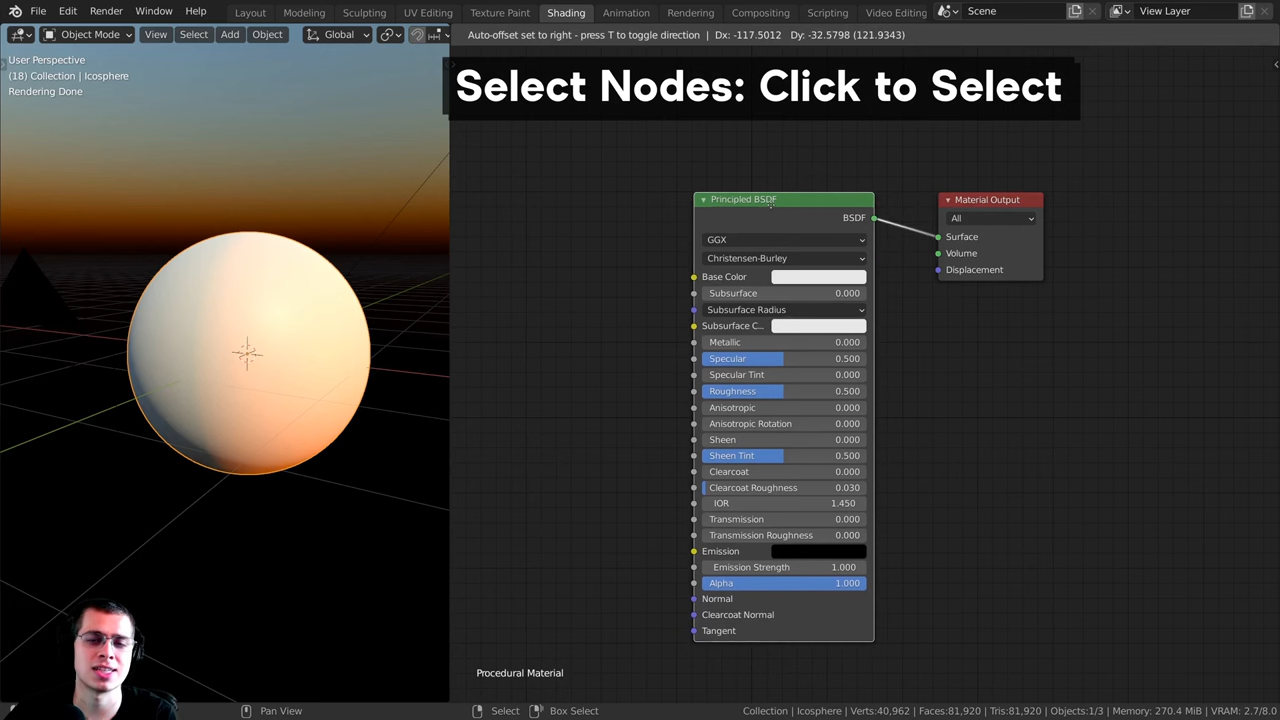 File Edit Render Window Help Layout Modeling Sculpting UV Editing Texture Paint Shading Animation Rendering Compositing Scripting Video Editing Scene View Layer
Object Mode View Select Add Object Global Auto-offset set to right - press T to toggle direction | Dx: -117.5012 Dy: -32.5798 (121.9343)
User Perspective
(18) Collection | Icosphere
Rendering Done
Select Nodes: Click to Select
Principled BSDF
BSDF
GGX
Christensen-Burley
Base Color
Subsurface 0.000
Subsurface Radius
Subsurface C...
Metallic 0.000
Specular 0.500
Specular Tint 0.000
Roughness 0.500
Anisotropic 0.000
Anisotropic Rotation 0.000
Sheen 0.000
Sheen Tint 0.500
Clearcoat 0.000
Clearcoat Roughness 0.030
IOR 1.450
Transmission 0.000
Transmission Roughness 0.000
Emission
Emission Strength 1.000
Alpha 1.000
Normal
Clearcoat Normal
Tangent
Material Output
All
Surface
Volume
Displacement
Procedural Material
Pan View Select Box Select Collection | Icosphere | Verts:40,962 | Faces:81,920 | Tris:81,920 | Objects:1/3 | Memory: 270.4 MiB | VRAM: 2.7/8.0